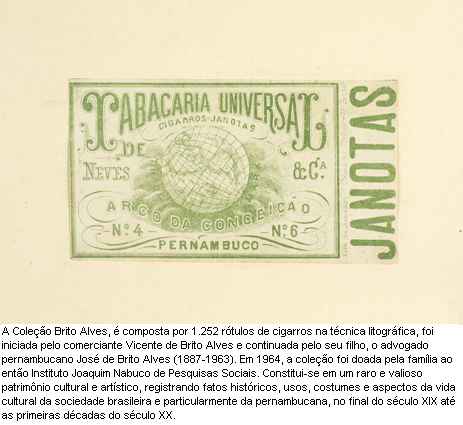 TABACARIA UNIVERSAL
CIGARROS JANOTAS
DE
NEVES & Cª
ARCO DA CONCEIÇÃO
Nº 4 Nº 6
PERNAMBUCO
JANOTAS
A Coleção Brito Alves, é composta por 1.252 rótulos de cigarros na técnica litográfica, foi
iniciada pelo comerciante Vicente de Brito Alves e continuada pelo seu filho, o advogado
pernambucano José de Brito Alves (1887-1963). Em 1964, a coleção foi doada pela família ao
então Instituto Joaquim Nabuco de Pesquisas Sociais. Constitui-se em um raro e valioso
patrimônio cultural e artístico, registrando fatos históricos, usos, costumes e aspectos da vida
cultural da sociedade brasileira e particularmente da pernambucana, no final do século XIX até
as primeiras décadas do século XX.